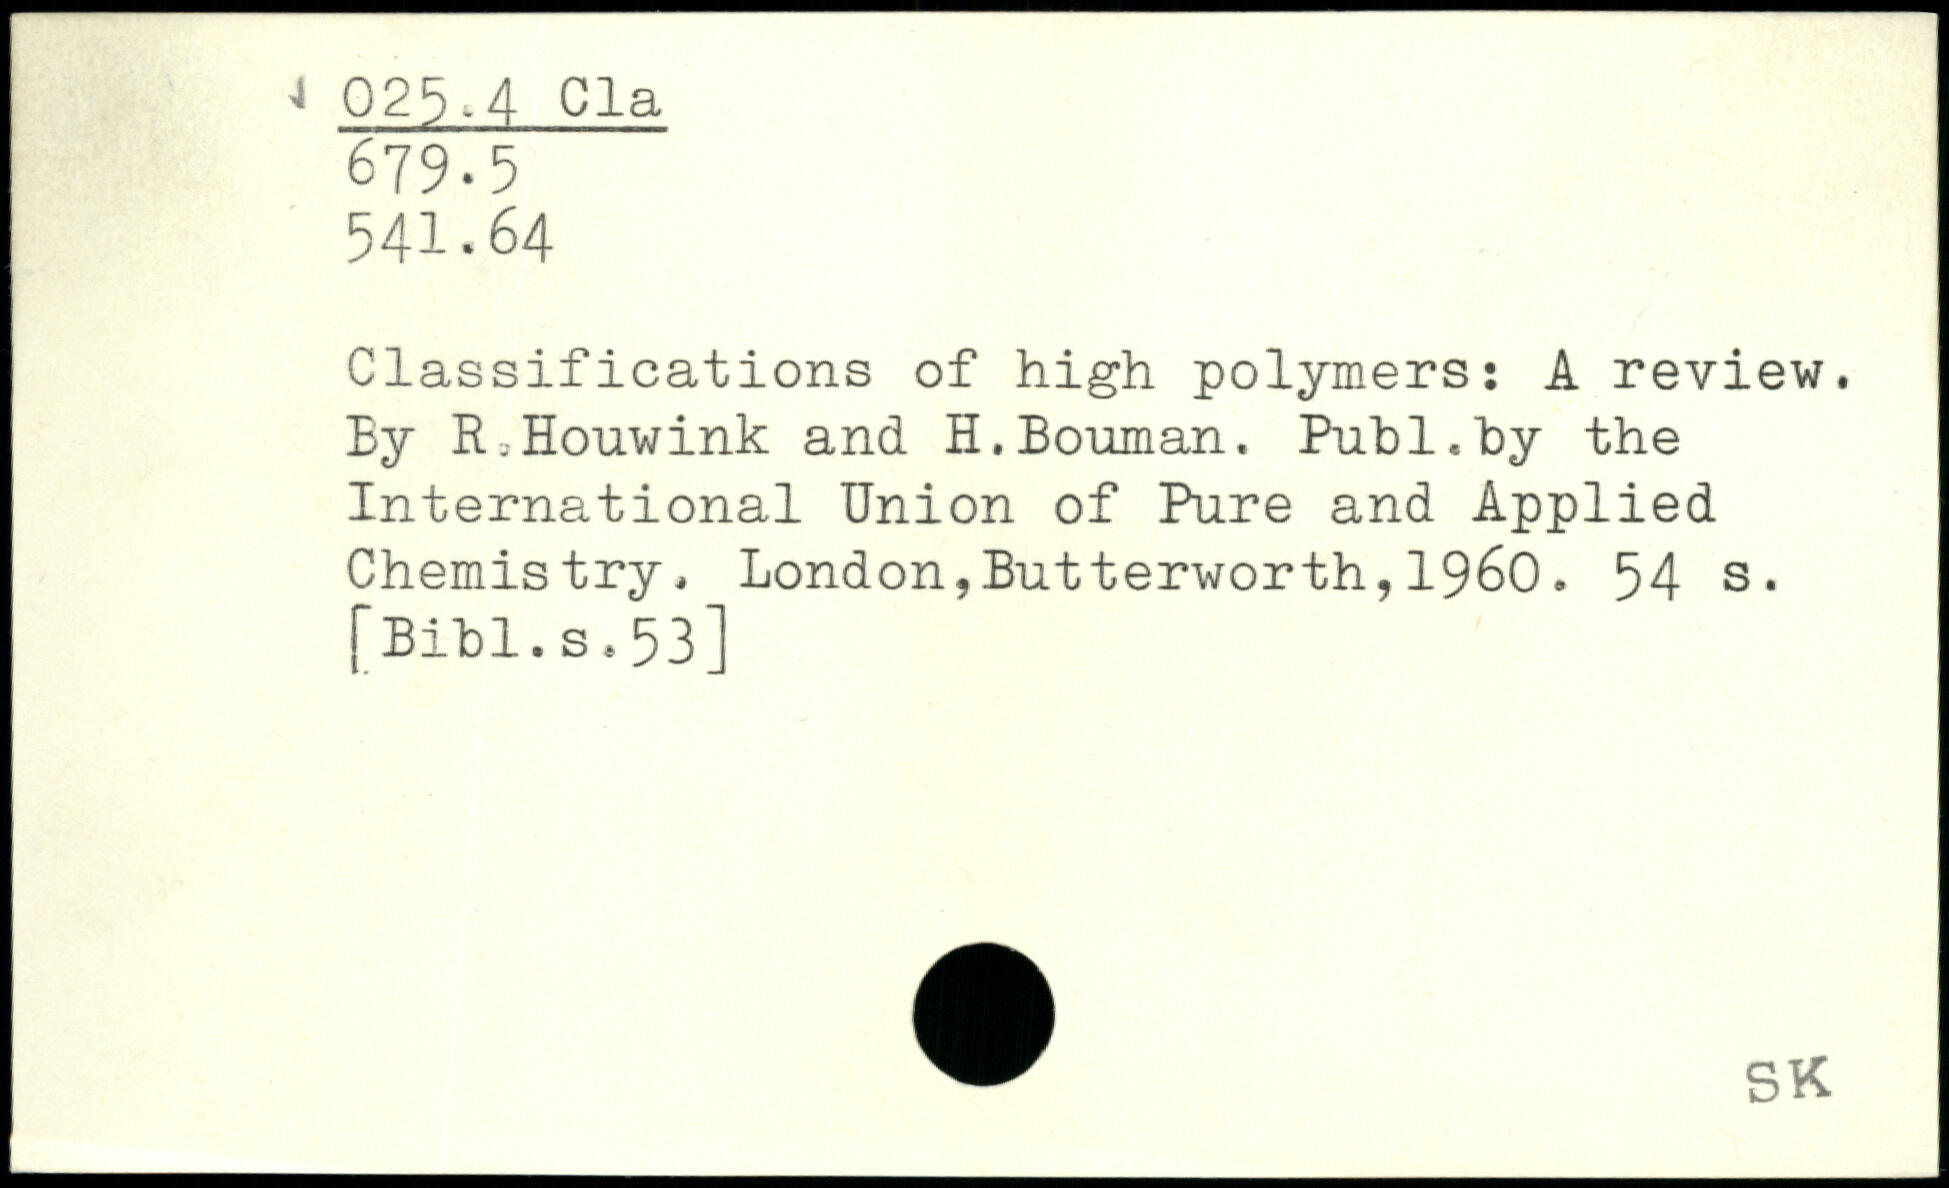 025.4 Cla
679.5
541.64
Classifications of high polymers: A review.
By R.Houwink and H.Bouman. Publ.by the
International Union of Pure and Applied
Chemistry. London,Butterworth,1960. 54 s.
[Bibl.s.53]
SK